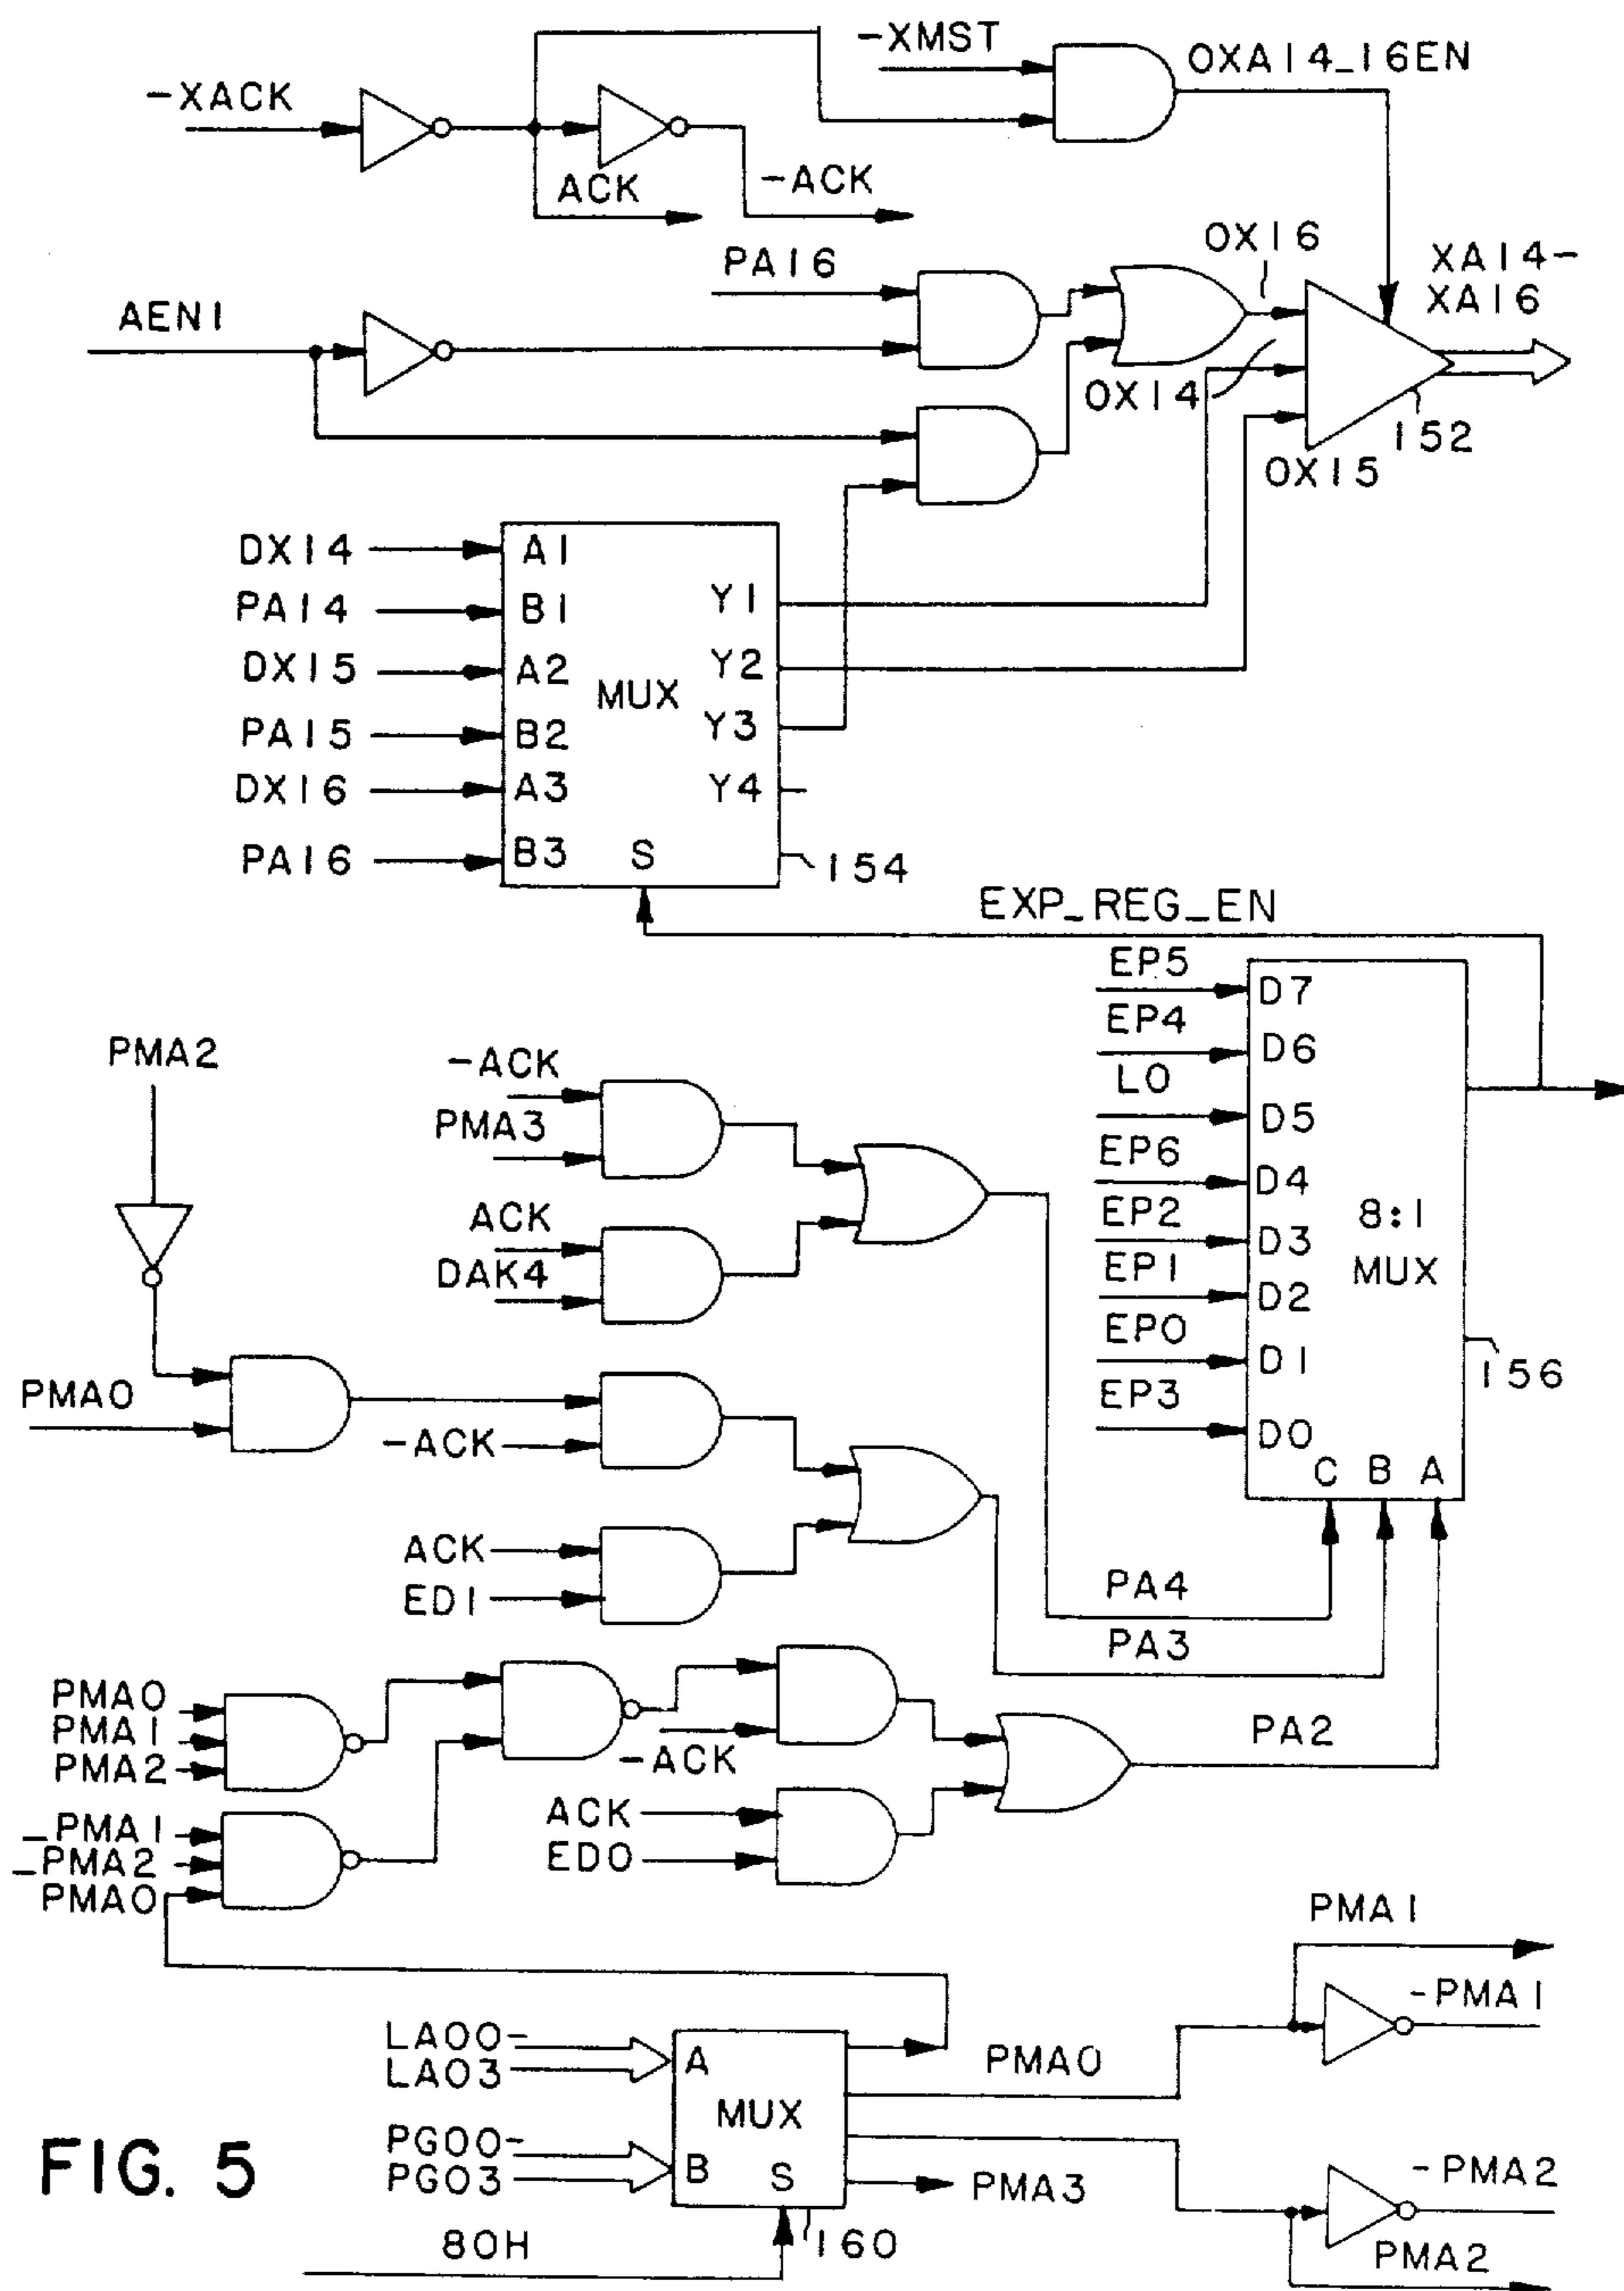 -XMST
OXA14_16EN
-XACK
ACK
-ACK
PA16
OX16
XA14-
XA16
AEN1
OX14
152
OX15
DX14
A1
PA14
B1
Y1
DX15
A2
Y2
MUX
PA15
B2
Y3
DX16
A3
Y4
PA16
B3
S
154
EXP_REG_EN
EP5
D7
EP4
D6
LO
D5
EP6
D4
EP2
D3
8:1
MUX
EP1
D2
EP0
D1
156
EP3
D0
C B A
PMA2
-ACK
PMA3
ACK
DAK4
PMA0
-ACK
ACK
ED1
PA4
PA3
PMA0
PMA1
PMA2
-ACK
PA2
_PMA1
_PMA2
PMA0
ACK
ED0
PMA1
-PMA1
LA00-
LA03
A
PMA0
MUX
PG00-
PG03
B
S
PMA3
-PMA2
80H
160
PMA2
FIG. 5